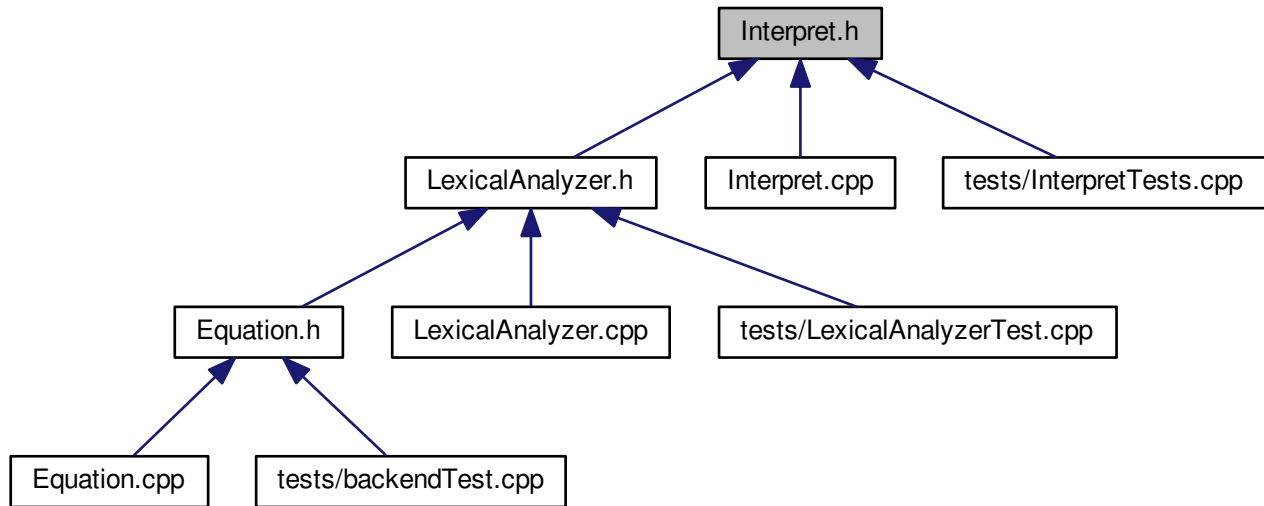 Interpret.h
LexicalAnalyzer.h
Interpret.cpp
tests/InterpretTests.cpp
Equation.h
LexicalAnalyzer.cpp
tests/LexicalAnalyzerTest.cpp
Equation.cpp
tests/backendTest.cpp